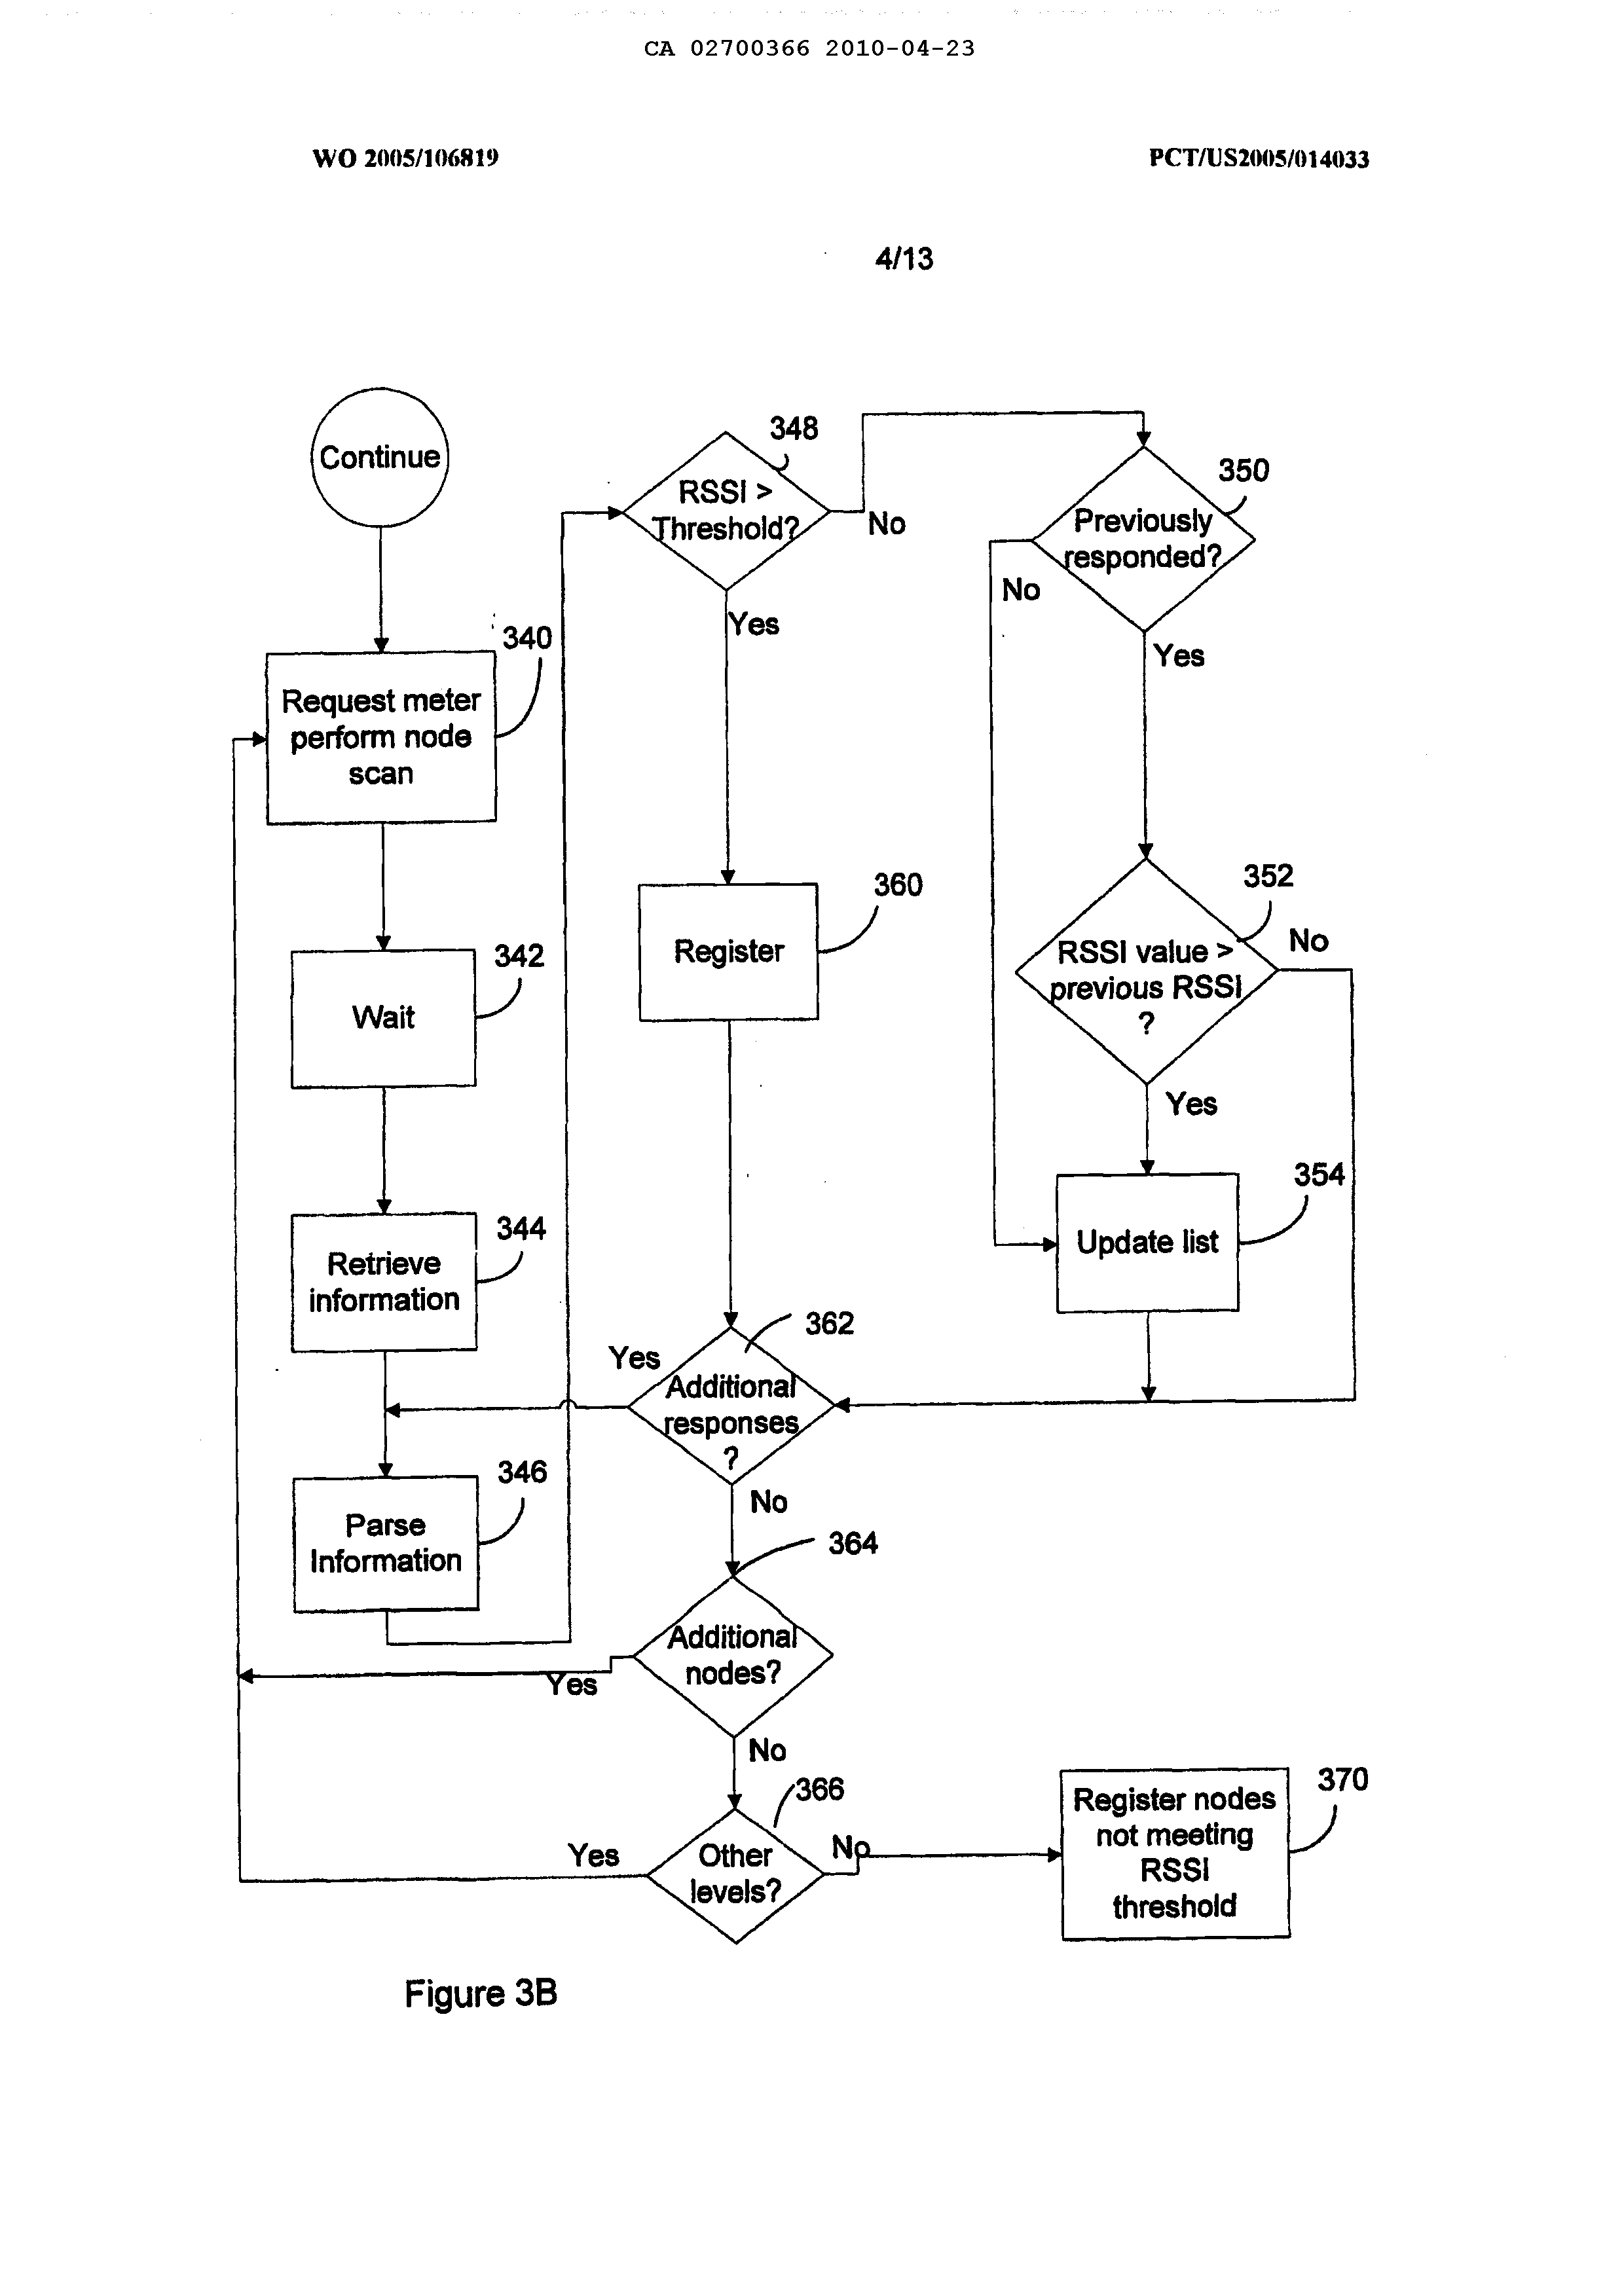 CA 02700366 2010-04-23
WO 2005/106819
PCT/US2005/014033
4/13
Continue
348
RSSI >
Threshold?
No
Yes
350
Previously
responded?
No
Yes
340
Request meter
perform node
scan
352
RSSI value >
previous RSSI
?
No
Yes
360
Register
342
Wait
354
Update list
344
Retrieve
information
362
Yes
Additional
responses
?
No
346
Parse
Information
364
Additional
nodes?
Yes
No
366
Other
levels?
Yes
No
370
Register nodes
not meeting
RSSI
threshold
Figure 3B